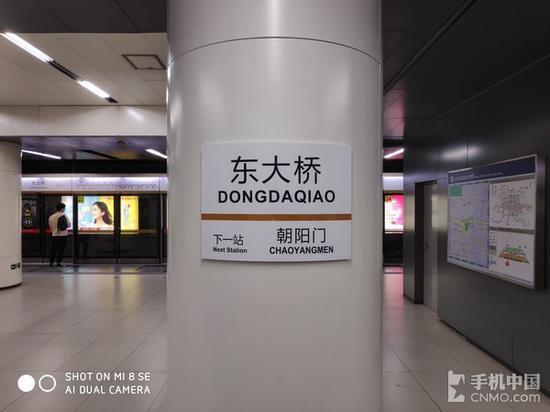 东大桥
DONGDAQIAO
下一站
Next Station
朝阳门
CHAOYANGMEN
SHOT ON MI 8 SE
AI DUAL CAMERA
手机中国
CNMO.COM